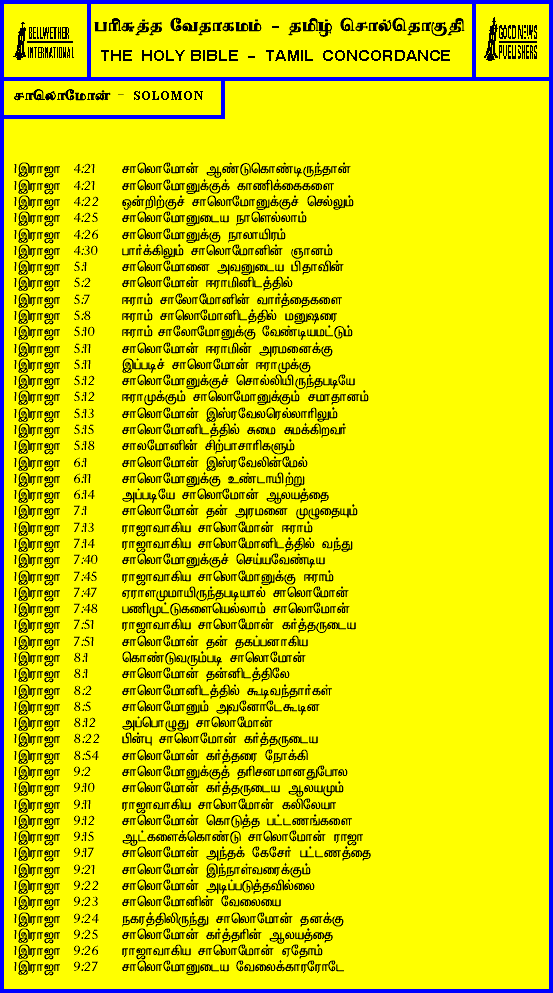 BELLWETHER
INTERNATIONAL
பரிசுத்த வேதாகமம் - தமிழ் சொல்தொகுதி
THE HOLY BIBLE - TAMIL CONCORDANCE
GOOD NEWS
PUBLISHERS
சாலொமோன் - SOLOMON
1இராஜா 4:21 சாலொமோன் ஆண்டுகொண்டிருந்தான்
1இராஜா 4:21 சாலொமோனுக்குக் காணிக்கைகளை
1இராஜா 4:22 ஒன்றிற்குச் சாலொமோனுக்குச் செல்லும்
1இராஜா 4:25 சாலொமோனுடைய நாளெல்லாம்
1இராஜா 4:26 சாலொமோனுக்கு நாலாயிரம்
1இராஜா 4:30 பார்க்கிலும் சாலொமோனின் ஞானம்
1இராஜா 5:1 சாலொமோனை அவனுடைய பிதாவின்
1இராஜா 5:2 சாலொமோன் ஈராமினிடத்தில்
1இராஜா 5:7 ஈராம் சாலோமோனின் வார்த்தைகளை
1இராஜா 5:8 ஈராம் சாலொமோனிடத்தில் மனுஷரை
1இராஜா 5:10 ஈராம் சாலோமோனுக்கு வேண்டியமட்டும்
1இராஜா 5:11 சாலொமோன் ஈராமின் அரமனைக்கு
1இராஜா 5:11 இப்படிச் சாலொமோன் ஈராமுக்கு
1இராஜா 5:12 சாலொமோனுக்குச் சொல்லியிருந்தபடியே
1இராஜா 5:12 ஈராமுக்கும் சாலொமோனுக்கும் சமாதானம்
1இராஜா 5:13 சாலொமோன் இஸ்ரவேலரெல்லாரிலும்
1இராஜா 5:15 சாலொமோனிடத்தில் சுமை சுமக்கிறவர்
1இராஜா 5:18 சாலமோனின் சிற்பாசாரிகளும்
1இராஜா 6:1 சாலொமோன் இஸ்ரவேலின்மேல்
1இராஜா 6:11 சாலொமோனுக்கு உண்டாயிற்று
1இராஜா 6:14 அப்படியே சாலொமோன் ஆலயத்தை
1இராஜா 7:1 சாலொமோன் தன் அரமனை முழுதையும்
1இராஜா 7:13 ராஜாவாகிய சாலொமோன் ஈராம்
1இராஜா 7:14 ராஜாவாகிய சாலொமோனிடத்தில் வந்து
1இராஜா 7:40 சாலொமோனுக்குச் செய்யவேண்டிய
1இராஜா 7:45 ராஜாவாகிய சாலொமோனுக்கு ஈராம்
1இராஜா 7:47 ஏராளமுமாயிருந்தபடியால் சாலொமோன்
1இராஜா 7:48 பணிமுட்டுகளையெல்லாம் சாலொமோன்
1இராஜா 7:51 ராஜாவாகிய சாலொமோன் கர்த்தருடைய
1இராஜா 7:51 சாலொமோன் தன் தகப்பனாகிய
1இராஜா 8:1 கொண்டுவரும்படி சாலொமோன்
1இராஜா 8:1 சாலொமோன் தன்னிடத்திலே
1இராஜா 8:2 சாலொமோனிடத்தில் கூடிவந்தார்கள்
1இராஜா 8:5 சாலொமோனும் அவனோடேகூடின
1இராஜா 8:12 அப்பொழுது சாலொமோன்
1இராஜா 8:22 பின்பு சாலொமோன் கர்த்தருடைய
1இராஜா 8:54 சாலொமோன் கர்த்தரை நோக்கி
1இராஜா 9:2 சாலொமோனுக்குத் தரிசனமானதுபோல
1இராஜா 9:10 சாலொமோன் கர்த்தருடைய ஆலயமும்
1இராஜா 9:11 ராஜாவாகிய சாலொமோன் கலிலேயா
1இராஜா 9:12 சாலொமோன் கொடுத்த பட்டணங்களை
1இராஜா 9:15 ஆட்களைக்கொண்டு சாலொமோன் ராஜா
1இராஜா 9:17 சாலொமோன் அந்தக் கேசேர் பட்டணத்தை
1இராஜா 9:21 சாலொமோன் இந்நாள்வரைக்கும்
1இராஜா 9:22 சாலொமோன் அடிப்படுத்தவில்லை
1இராஜா 9:23 சாலொமோனின் வேலையை
1இராஜா 9:24 நகரத்திலிருந்து சாலொமோன் தனக்கு
1இராஜா 9:25 சாலொமோன் கர்த்தரின் ஆலயத்தை
1இராஜா 9:26 ராஜாவாகிய சாலொமோன் ஏதோம்
1இராஜா 9:27 சாலொமோனுடைய வேலைக்காரரோடே